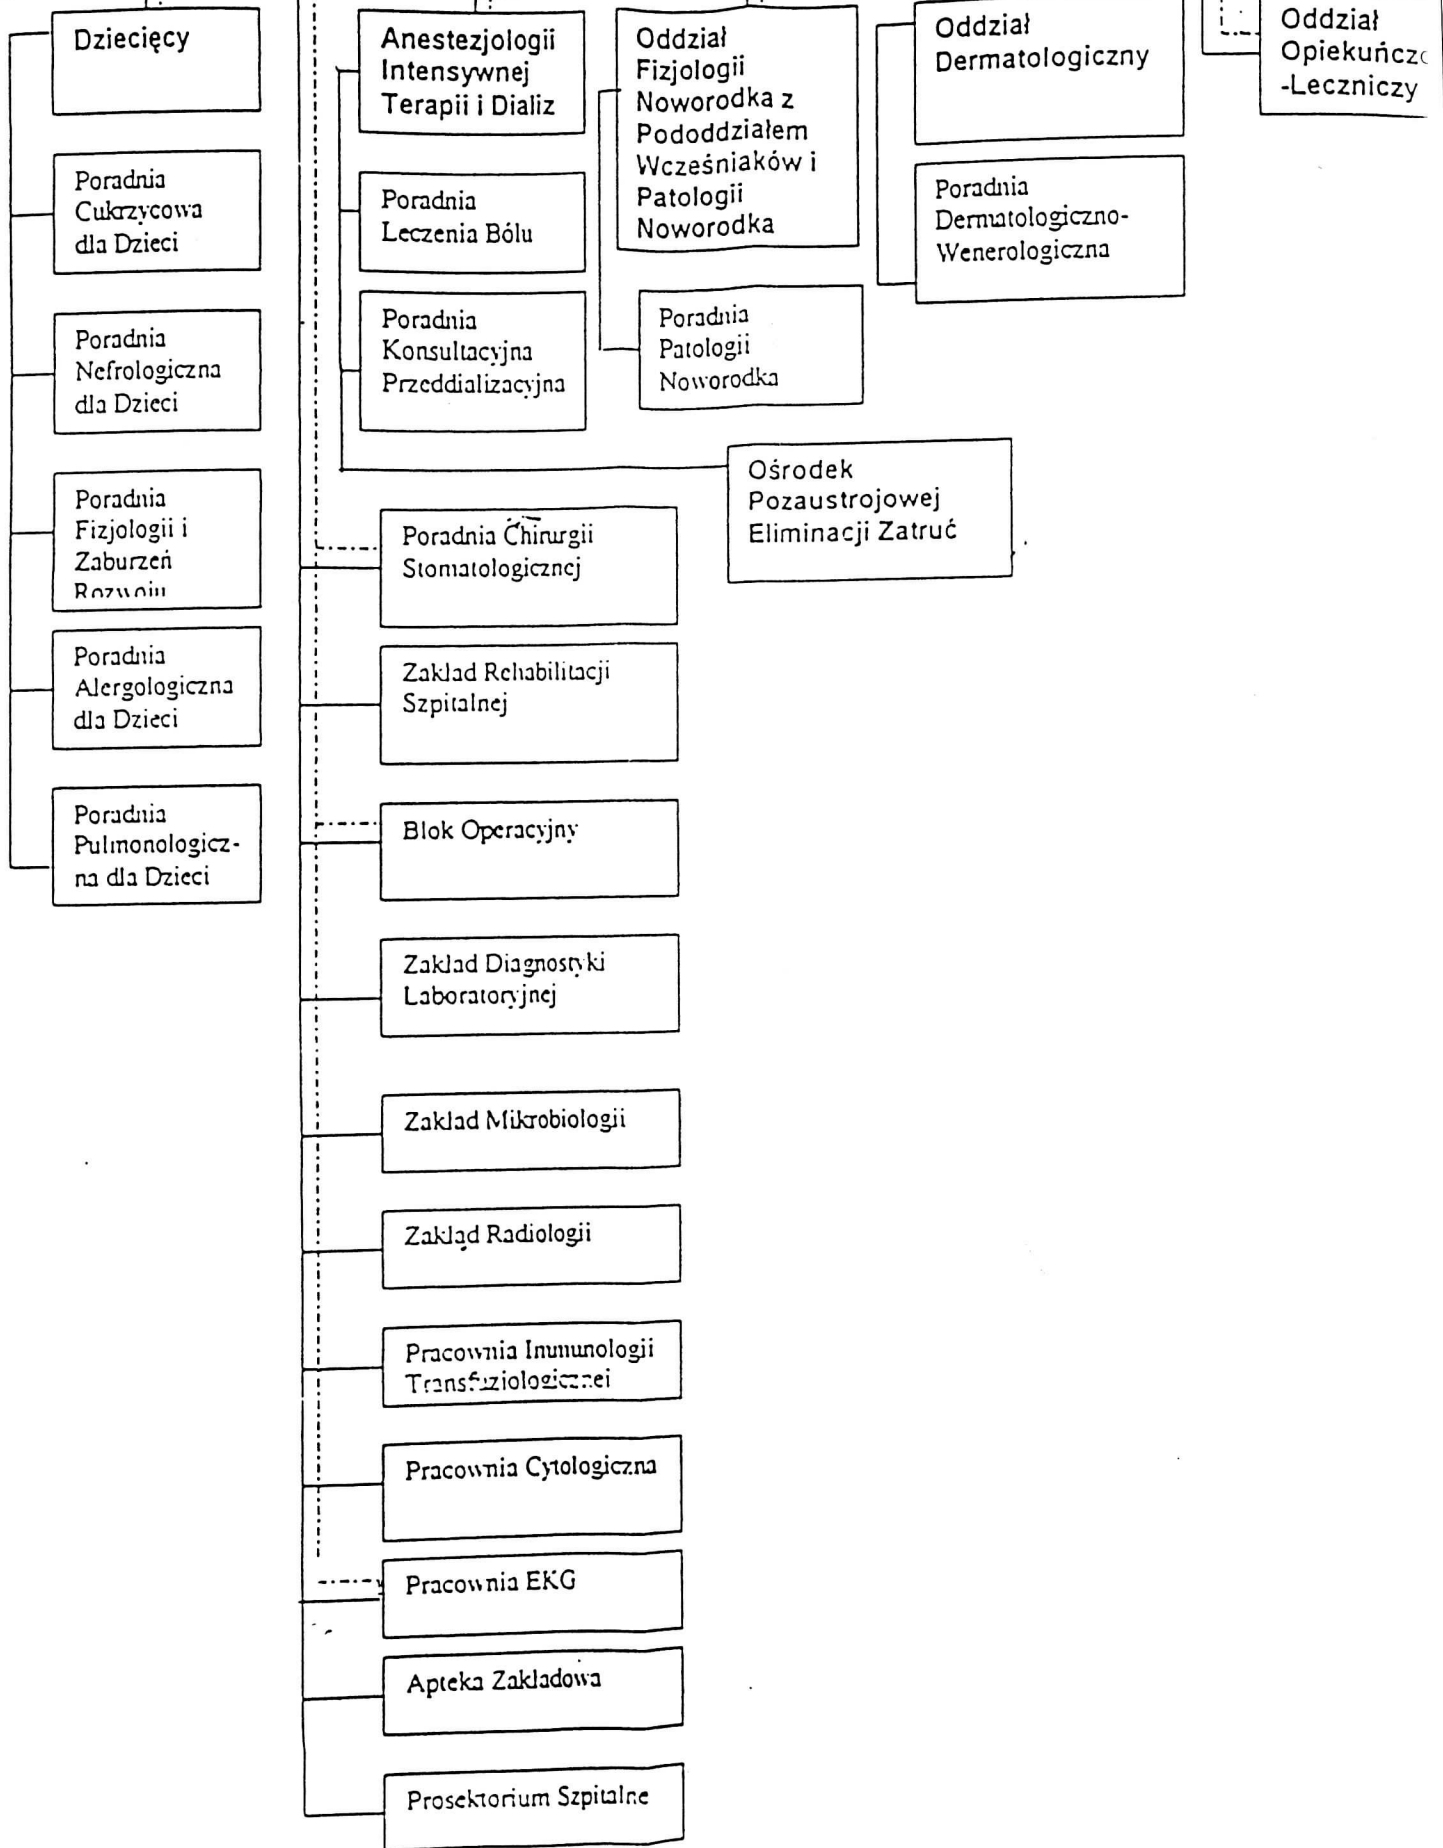 Dziecięcy
Poradnia
Cukrzycowa
dla Dzieci
Poradnia
Nefrologiczna
dla Dzieci
Poradnia
Fizjologii i
Zaburzeń
Rozwoju
Poradnia
Alergologiczna
dla Dzieci
Poradnia
Pulmonologicz-
na dla Dzieci
Anestezjologii
Intensywnej
Terapii i Dializ
Poradnia
Leczenia Bólu
Poradnia
Konsultacyjna
Przeddializacyjna
Oddział
Fizjologii
Noworodka z
Pododdziałem
Wcześniaków i
Patologii
Noworodka
Poradnia
Patologii
Noworodka
Oddział
Dermatologiczny
Poradnia
Dermatologiczno-
Wenerologiczna
Oddział
Opiekuńczo
-Leczniczy
Ośrodek
Pozaustrojowej
Eliminacji Zatruć
Poradnia Chirurgii
Stomatologicznej
Zakład Rehabilitacji
Szpitalnej
Blok Operacyjny
Zakład Diagnostyki
Laboratoryjnej
Zakład Mikrobiologii
Zakład Radiologii
Pracownia Immunologii
Transfuziologicznej
Pracownia Cytologiczna
Pracownia EKG
Apteka Zakładowa
Prosektorium Szpitalne